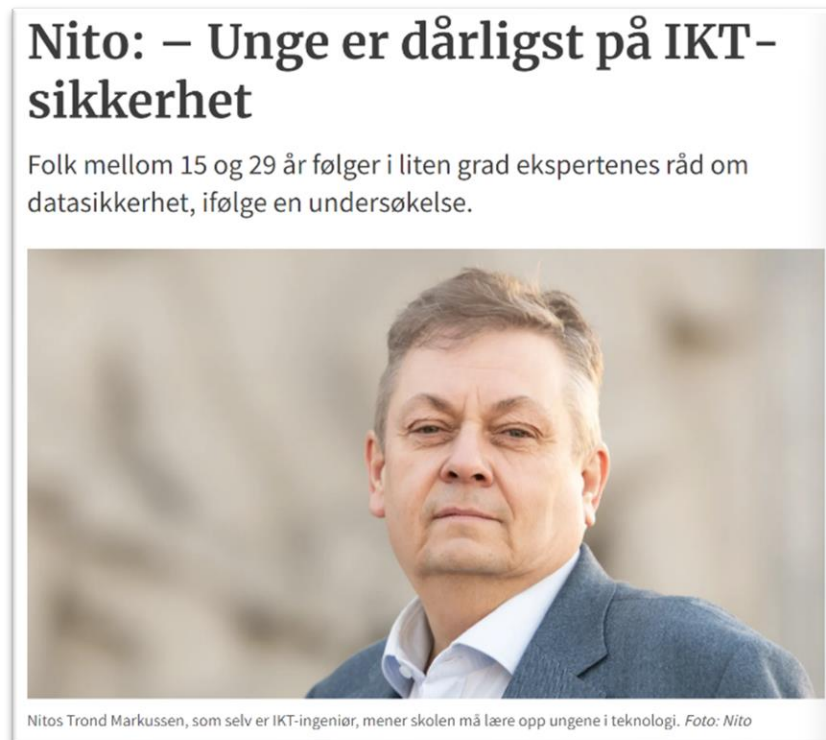 Nito: – Unge er dårligst på IKT-
sikkerhet
Folk mellom 15 og 29 år følger i liten grad ekspertenes råd om
datasikkerhet, ifølge en undersøkelse.
Nitos Trond Markussen, som selv er IKT-ingeniør, mener skolen må lære opp ungene i teknologi. Foto: Nito